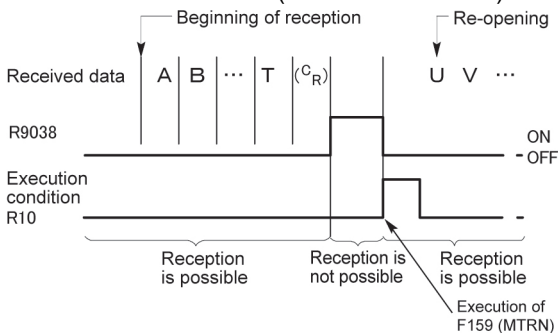 Beginning of reception
Re-opening
Received data A B ... T (CR) U V ...
R9038
ON
OFF
Execution
condition
R10
Reception
is possible
Reception is
not possible
Reception
is possible
Execution of
F159 (MTRN)